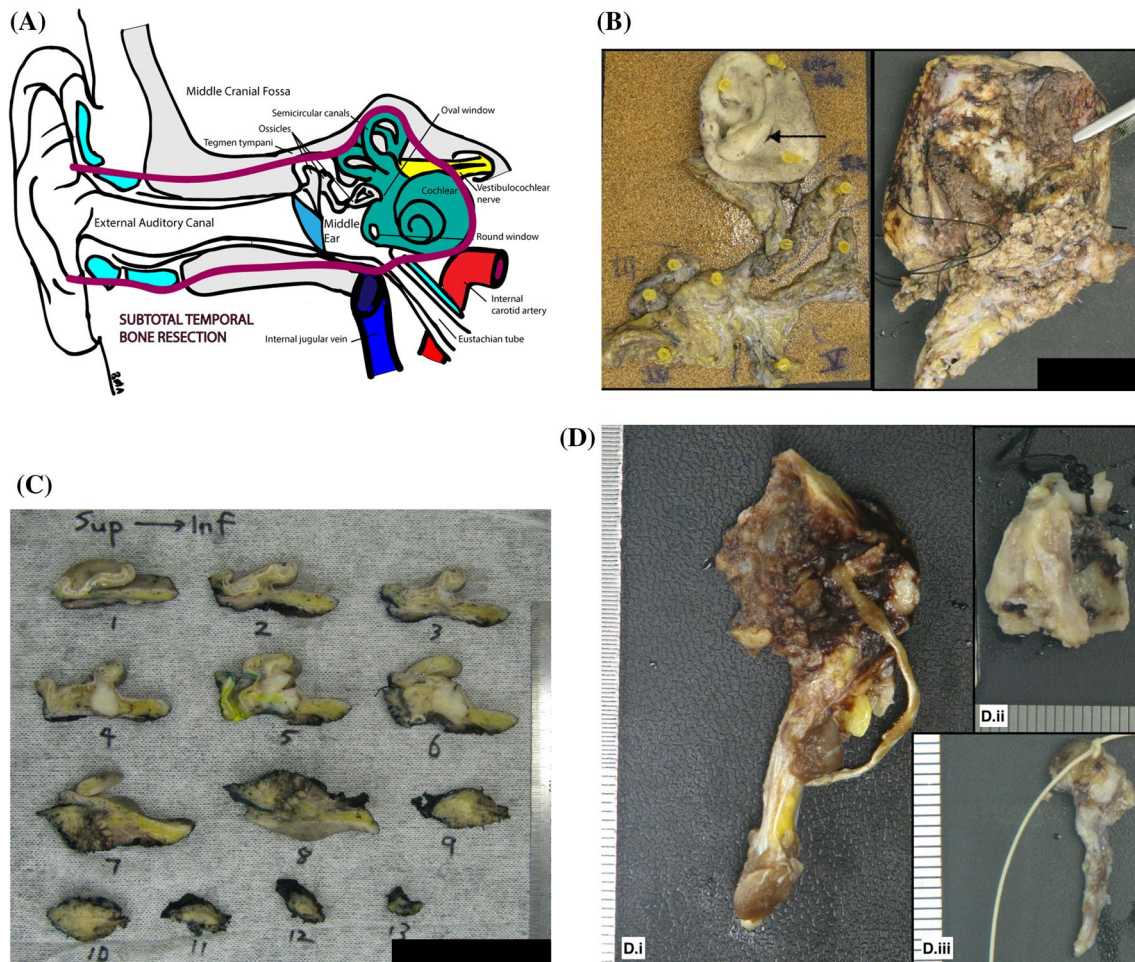 (A)
Middle Cranial Fossa
Semicircular canals
Oval window
Ossicles
Tegmen tympani
Cochlear
Vestibulocochlear
nerve
External Auditory Canal
Middle
Ear
Round window
SUBTOTAL TEMPORAL
BONE RESECTION
Internal
carotid artery
Internal jugular vein
Eustachian tube
(B)
III
V
(C)
Sup → Inf
1
2
3
4
5
6
7
8
9
10
11
12
13
(D)
D.i
D.ii
D.iii